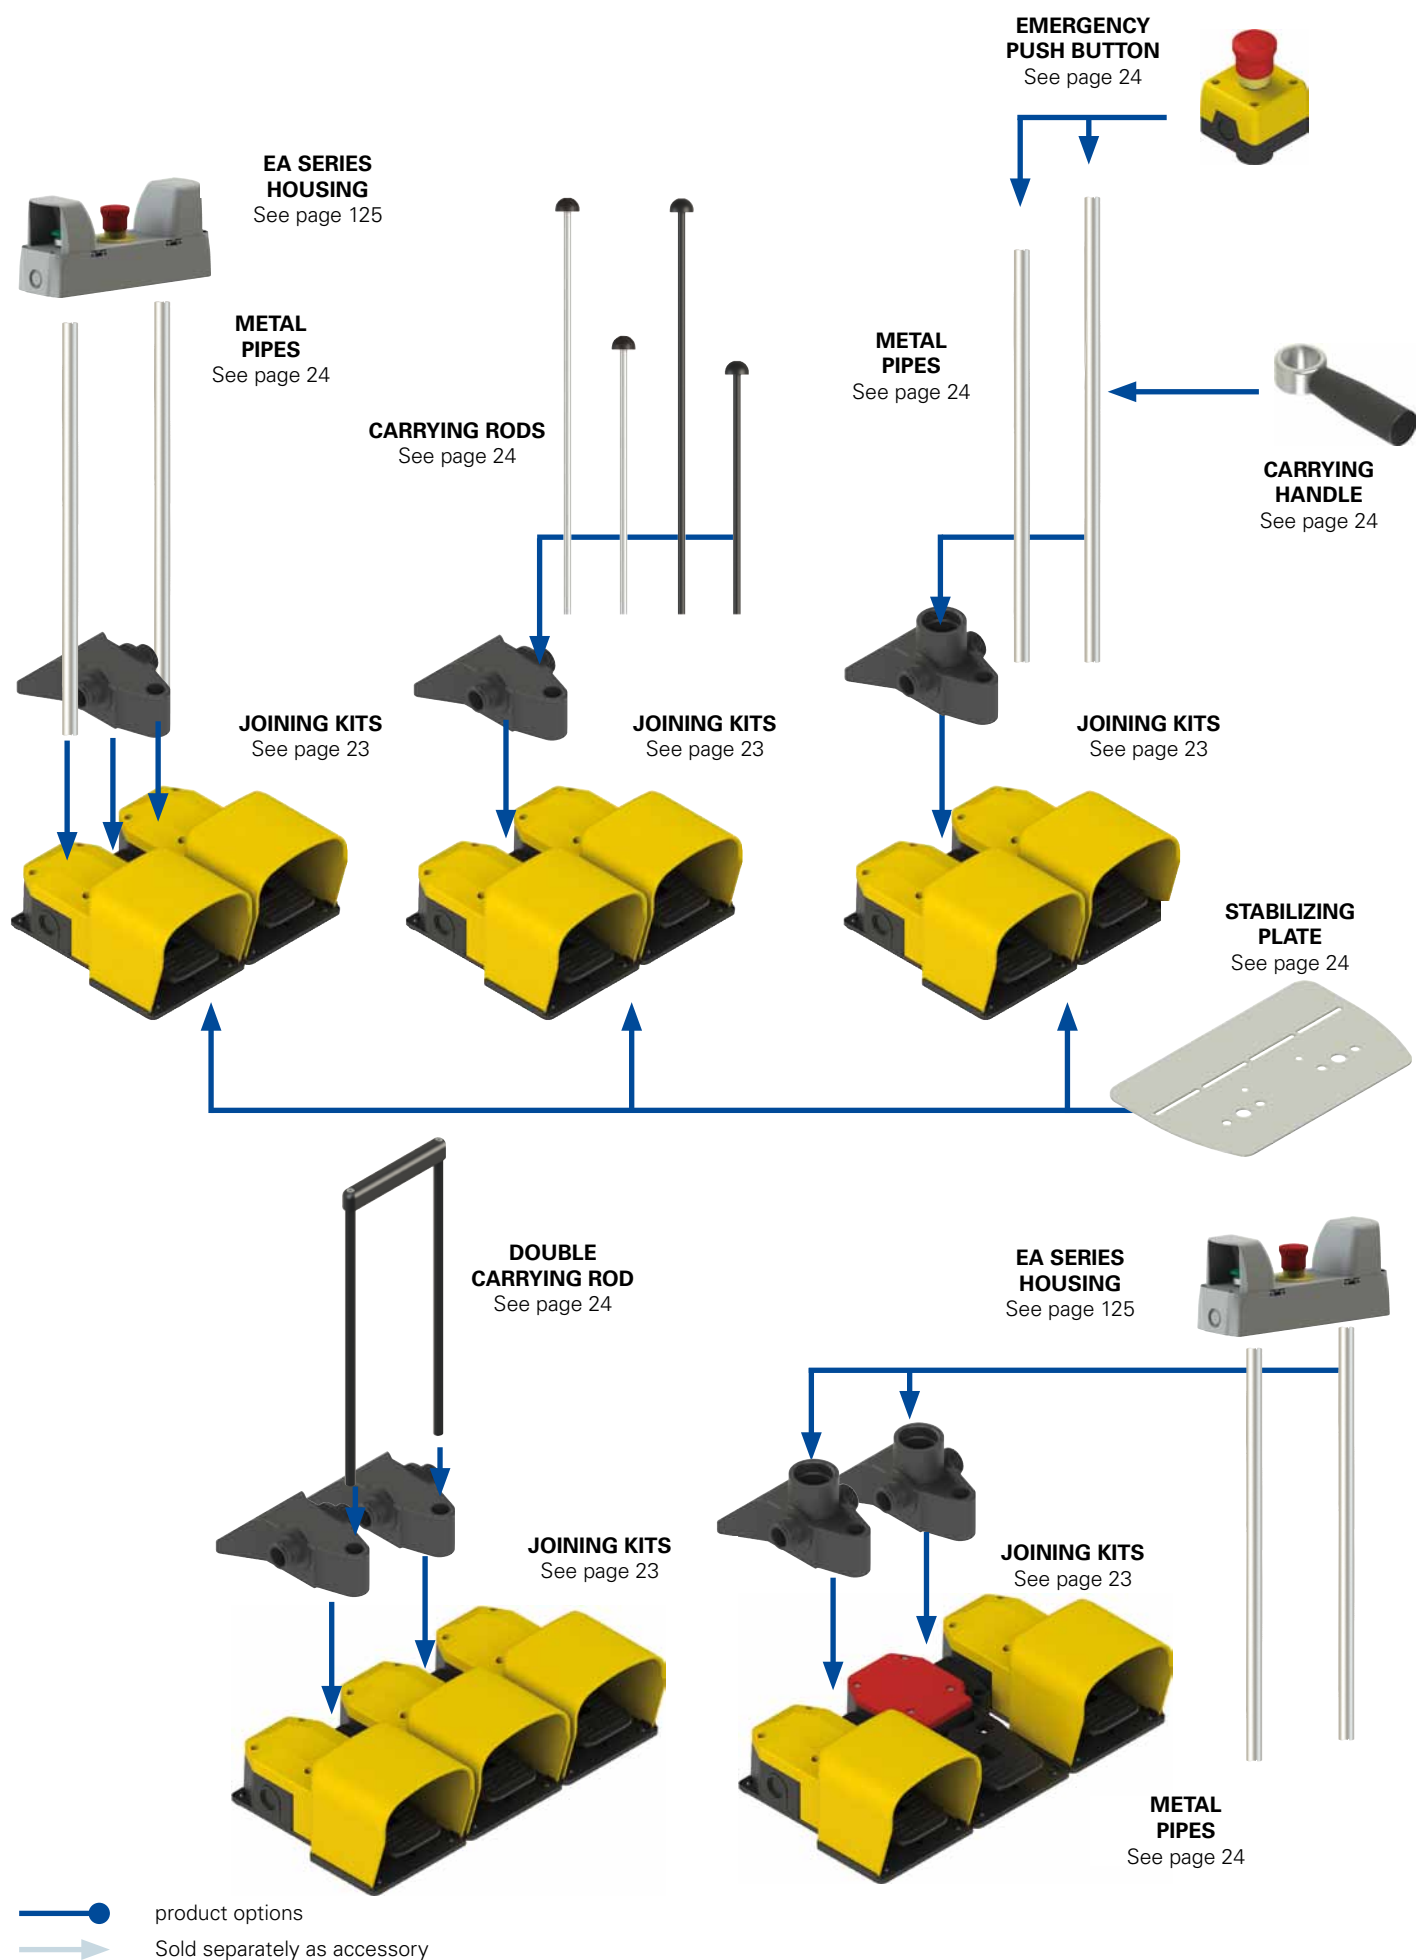 EMERGENCY
PUSH BUTTON
See page 24
EA SERIES
HOUSING
See page 125
METAL
PIPES
See page 24
CARRYING RODS
See page 24
METAL
PIPES
See page 24
CARRYING
HANDLE
See page 24
JOINING KITS
See page 23
JOINING KITS
See page 23
JOINING KITS
See page 23
STABILIZING
PLATE
See page 24
DOUBLE
CARRYING ROD
See page 24
EA SERIES
HOUSING
See page 125
JOINING KITS
See page 23
JOINING KITS
See page 23
METAL
PIPES
See page 24
product options
Sold separately as accessory